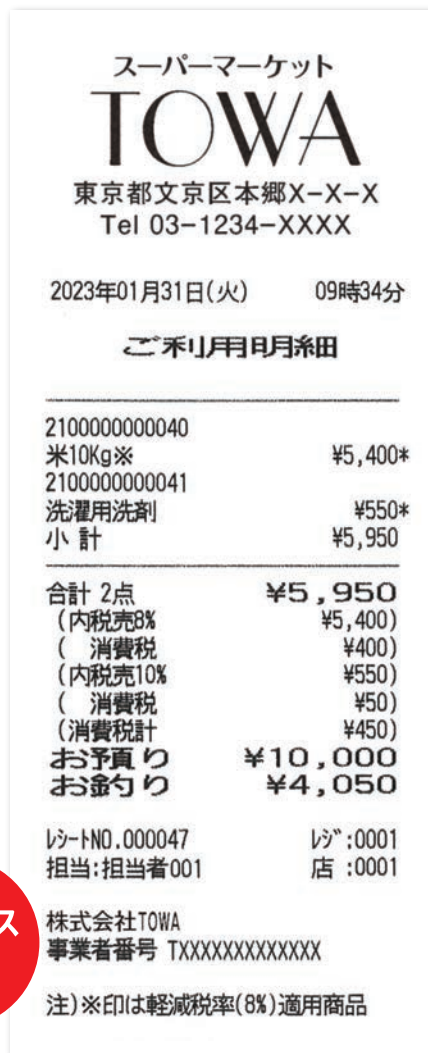 スーパーマーケット
TOWA
東京都文京区本郷X-X-X
Tel 03-1234-XXXX
2023年01月31日(火) 09時34分
ご利用明細
2100000000040
米10Kg※ ¥5,400*
2100000000041
洗濯用洗剤 ¥550*
小 計 ¥5,950
合計 2点 ¥5,950
(内税売8% ¥5,400)
( 消費税 ¥400)
(内税売10% ¥550)
( 消費税 ¥50)
(消費税計 ¥450)
お預り ¥10,000
お釣り ¥4,050
ﾚｼｰﾄNO.000047 ﾚｼﾞ:0001
担当:担当者001 店 :0001
ス
株式会社TOWA
事業者番号 TXXXXXXXXXXXXX
注)※印は軽減税率(8%)適用商品